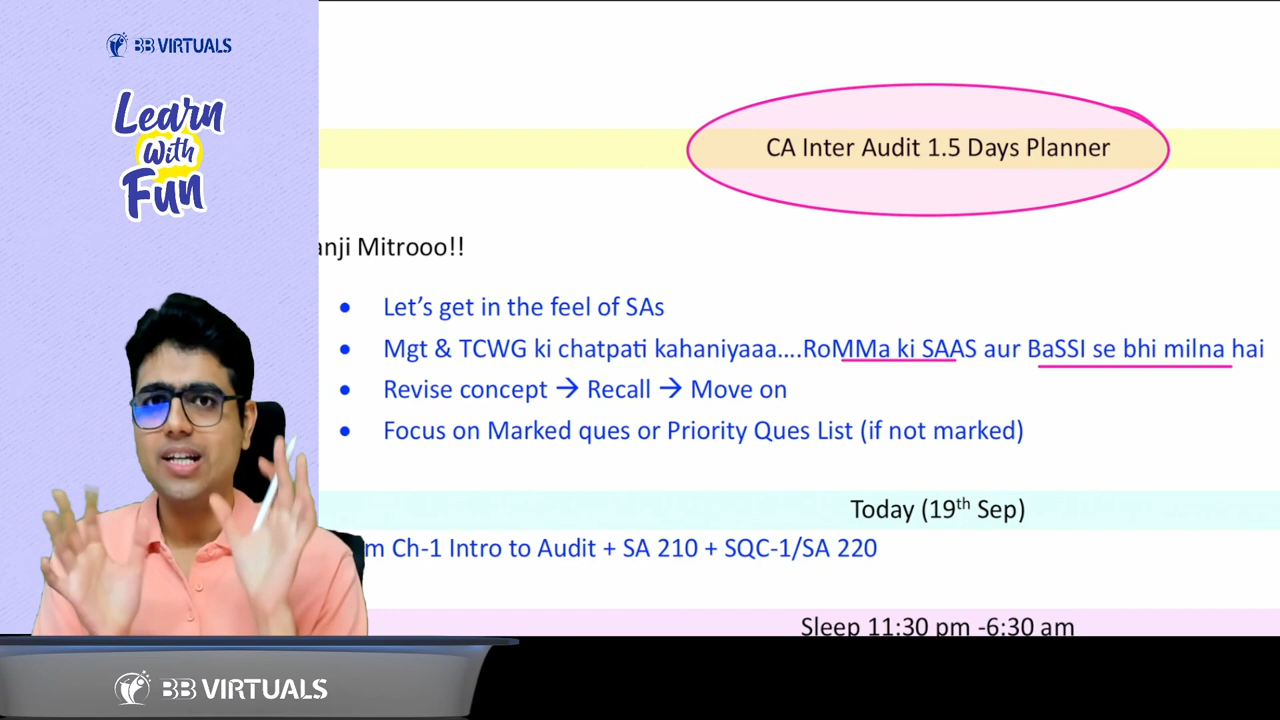 BB VIRTUALS
Learn
With
Fun
CA Inter Audit 1.5 Days Planner
anji Mitrooo!!
• Let’s get in the feel of SAs
• Mgt & TCWG ki chatpati kahaniyaaa....RoMMa ki SAAS aur BaSSI se bhi milna hai
• Revise concept → Recall → Move on
• Focus on Marked ques or Priority Ques List (if not marked)
Today (19th Sep)
m Ch-1 Intro to Audit + SA 210 + SQC-1/SA 220
Sleep 11:30 pm -6:30 am
BB VIRTUALS